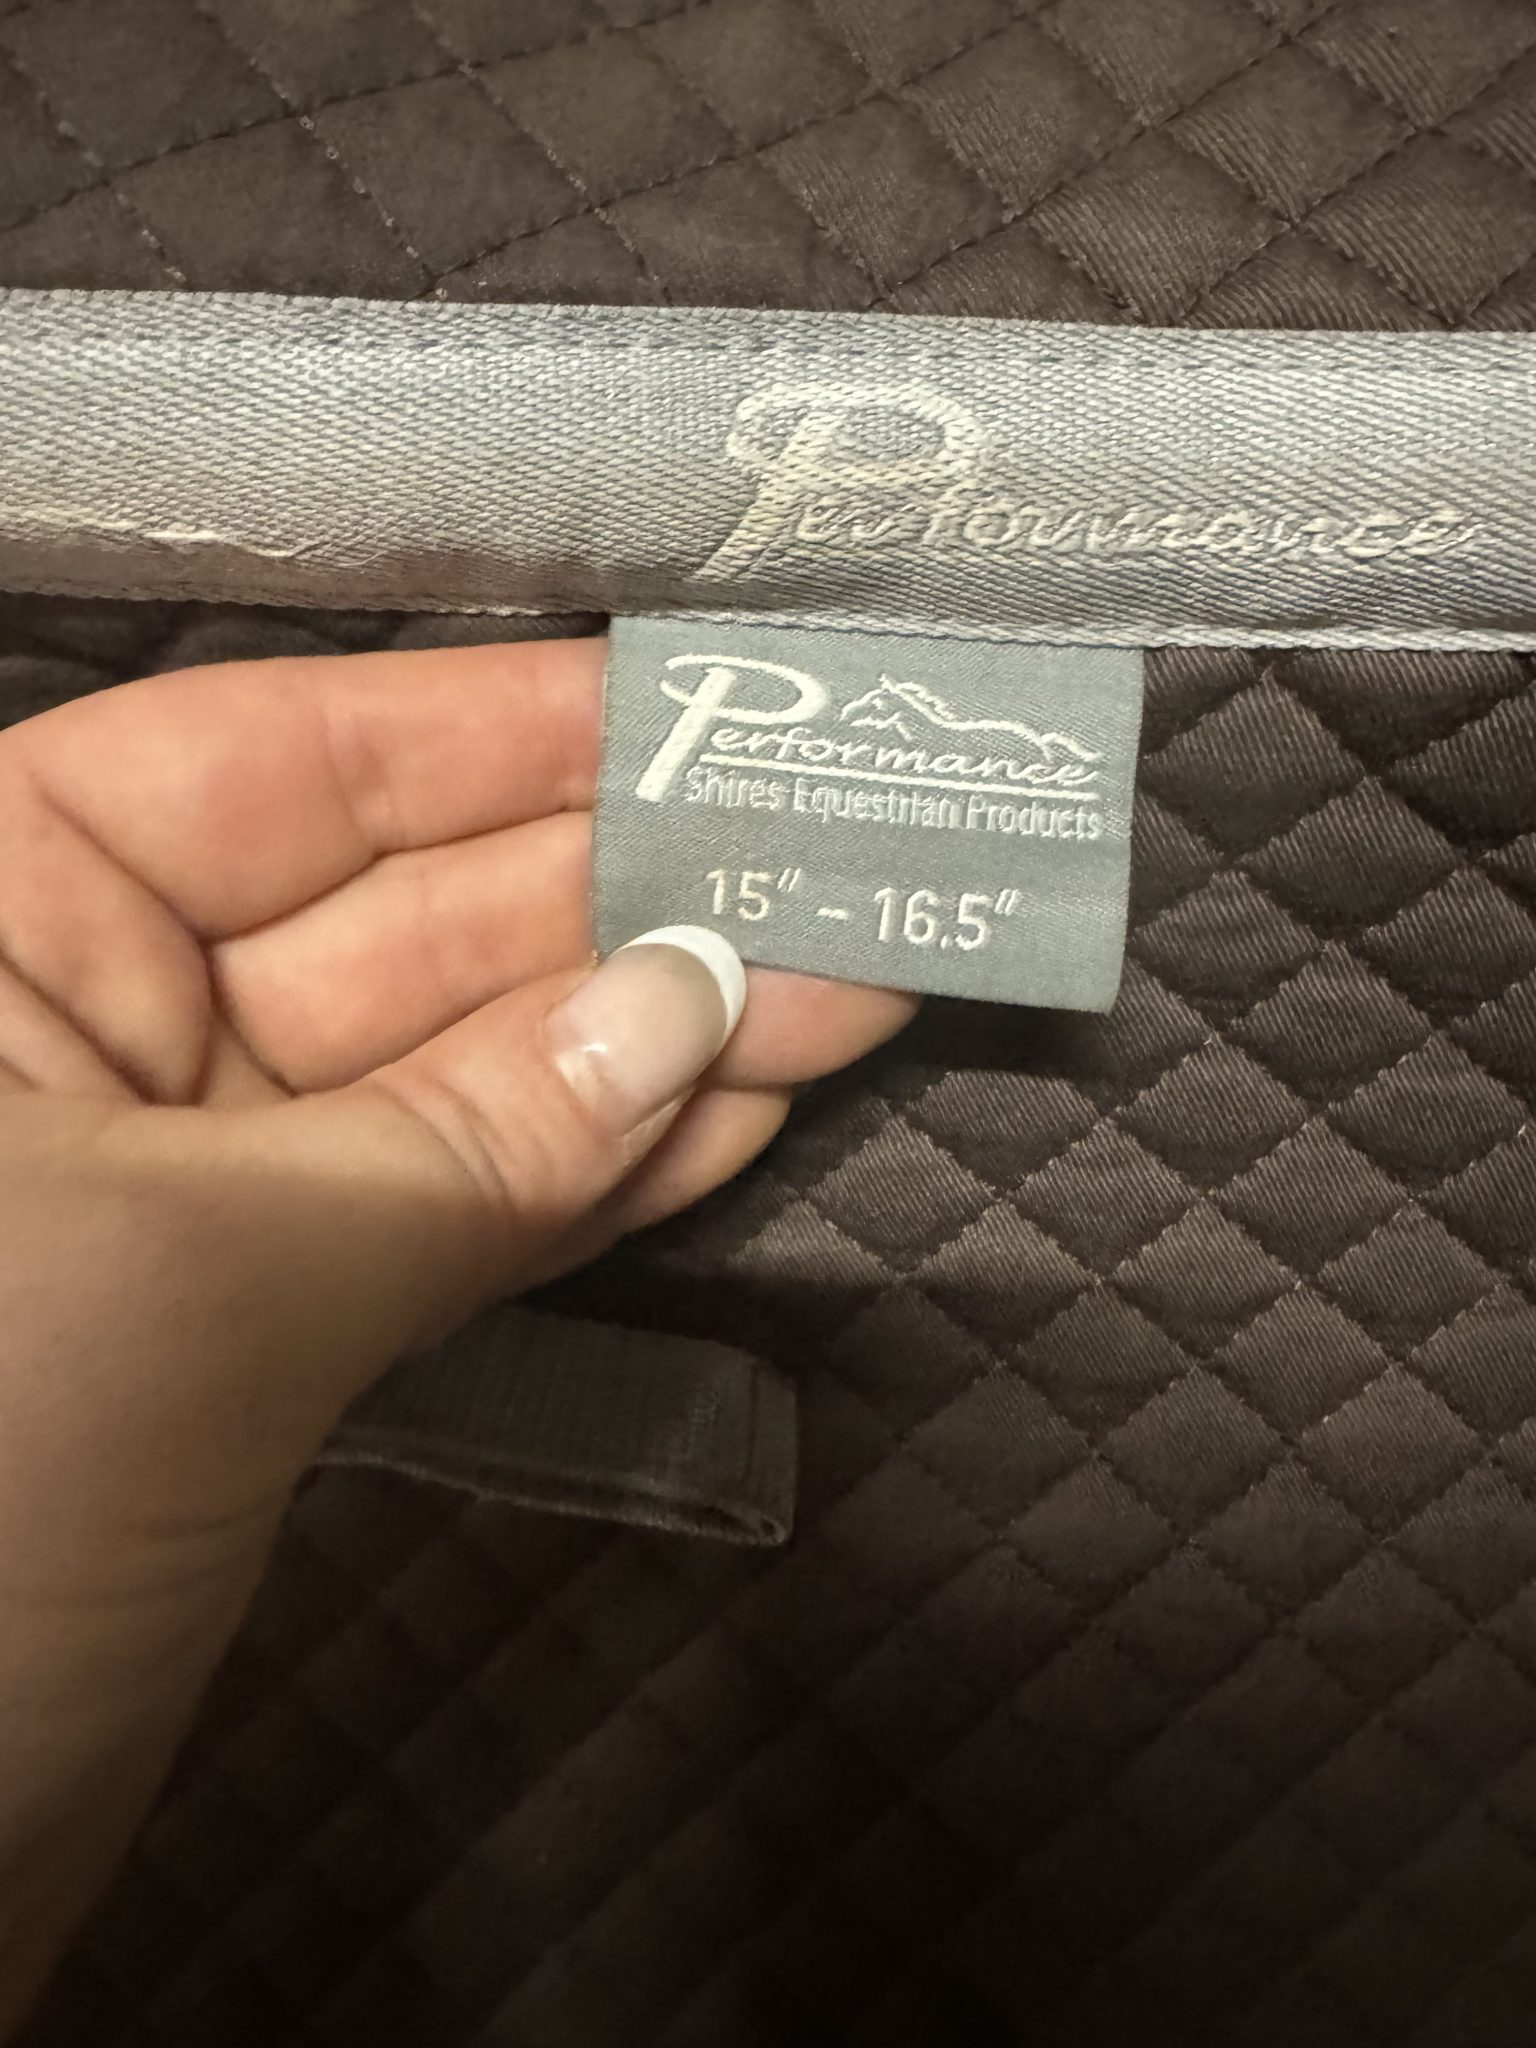 Performance
Performance
Shires Equestrian Products
15" - 16.5"